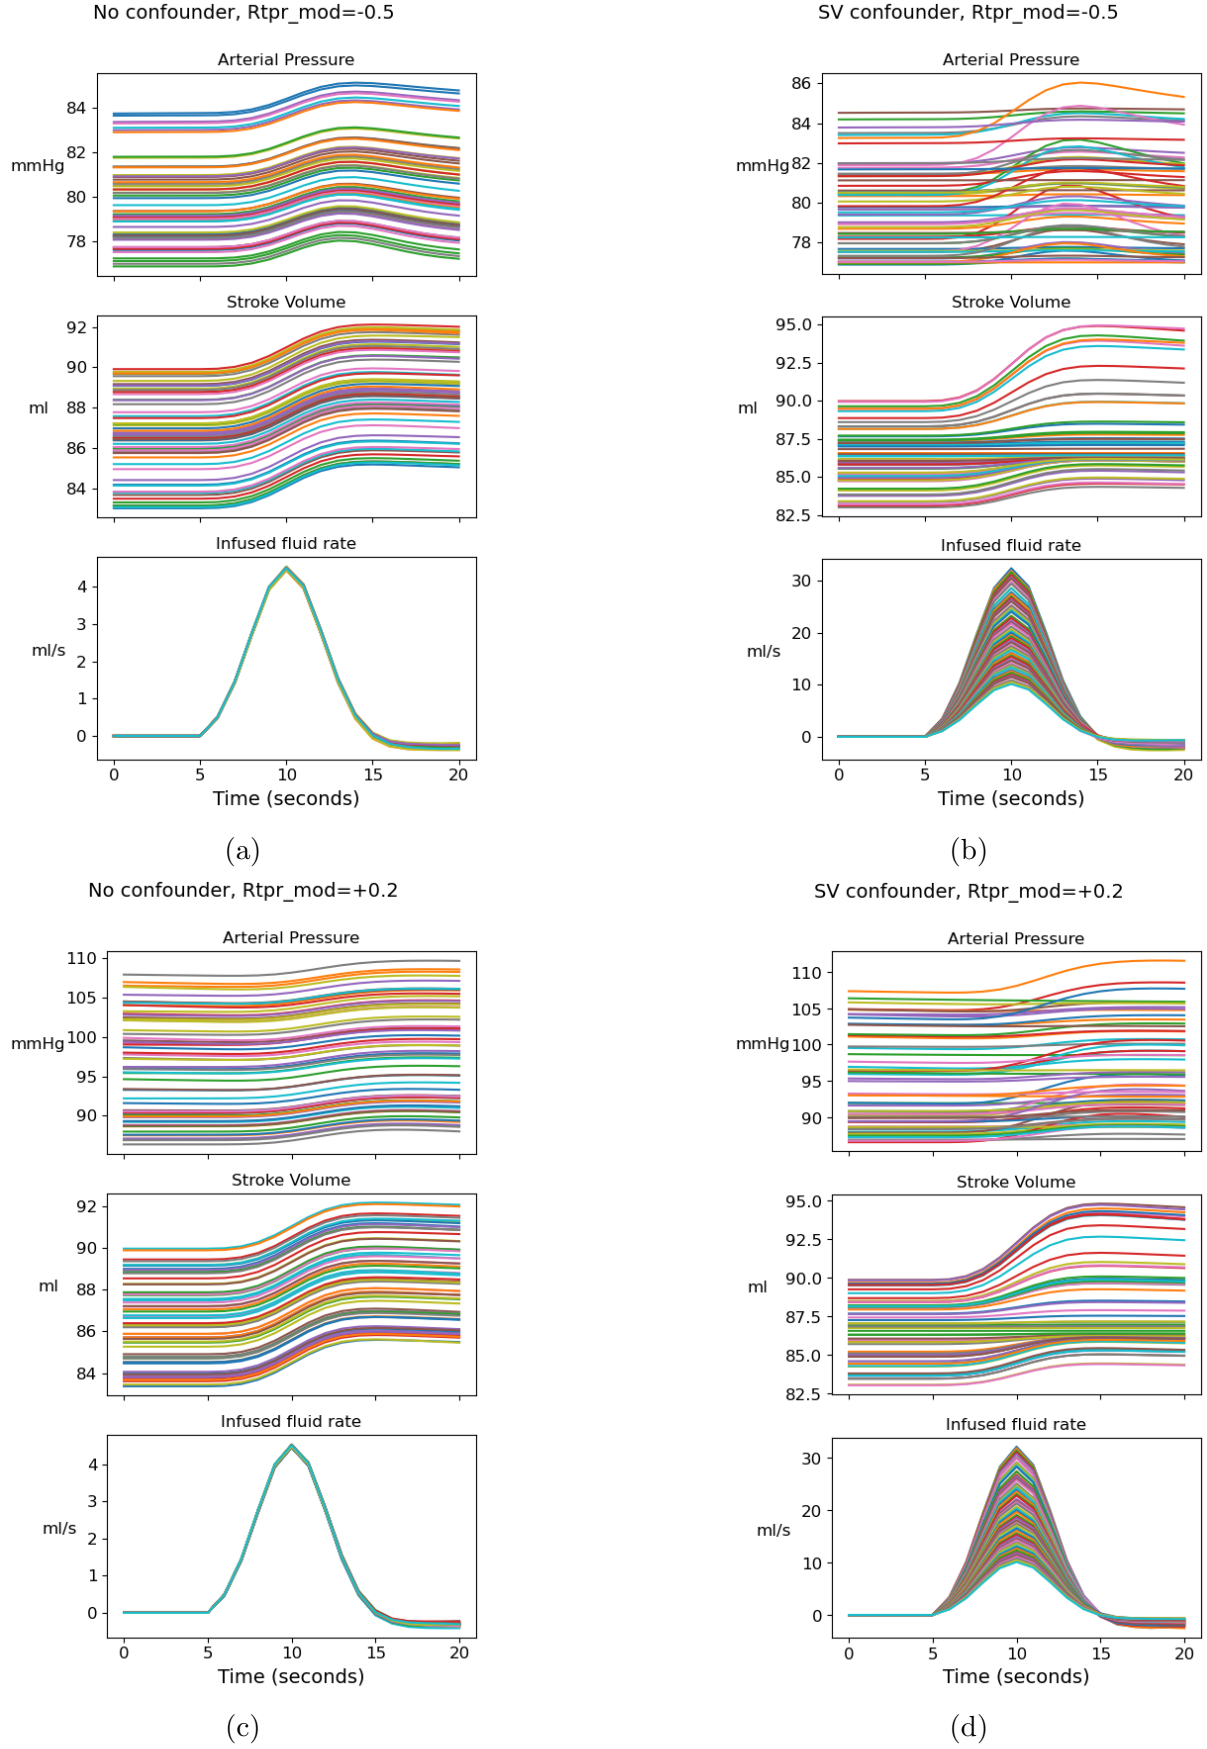 No confounder, Rtpr_mod=-0.5
Arterial Pressure
84
82
mmHg
80
78
Stroke Volume
92
90
ml
88
86
84
Infused fluid rate
4
3
ml/s
2
1
0
0 5 10 15 20
Time (seconds)
(a)
SV confounder, Rtpr_mod=-0.5
Arterial Pressure
86
84
82
mmHg
80
78
Stroke Volume
95.0
92.5
90.0
ml
87.5
85.0
82.5
Infused fluid rate
30
20
ml/s
10
0
0 5 10 15 20
Time (seconds)
(b)
No confounder, Rtpr_mod=+0.2
Arterial Pressure
110
105
100
mmHg
95
90
Stroke Volume
92
90
ml
88
86
84
Infused fluid rate
4
3
ml/s
2
1
0
0 5 10 15 20
Time (seconds)
(c)
SV confounder, Rtpr_mod=+0.2
Arterial Pressure
110
105
mmHg
100
95
90
Stroke Volume
95.0
92.5
90.0
ml
87.5
85.0
82.5
Infused fluid rate
30
20
ml/s
10
0
0 5 10 15 20
Time (seconds)
(d)